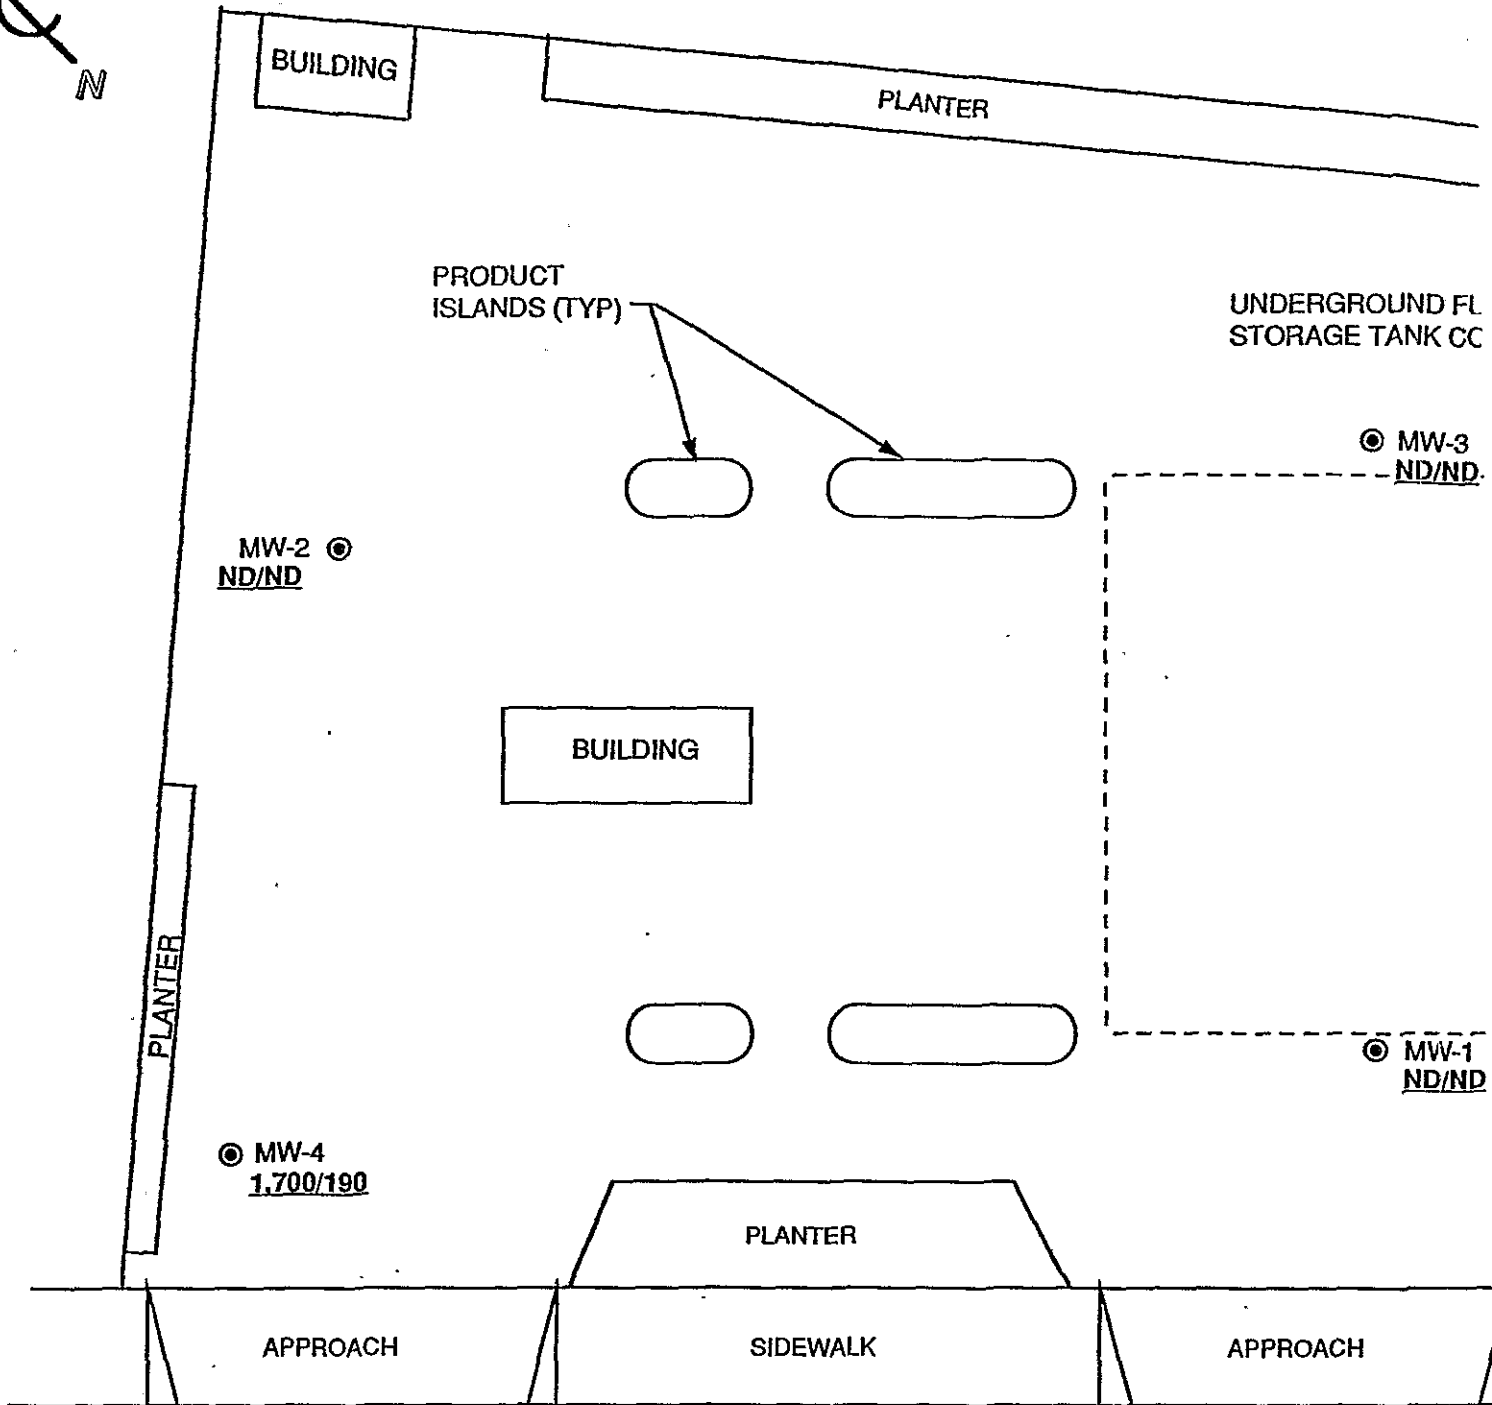 N
BUILDING
PLANTER
PRODUCT
ISLANDS (TYP)
UNDERGROUND FL
STORAGE TANK CC
MW-3
ND/ND
MW-2
ND/ND
BUILDING
PLANTER
MW-1
ND/ND
MW-4
1,700/190
PLANTER
APPROACH
SIDEWALK
APPROACH